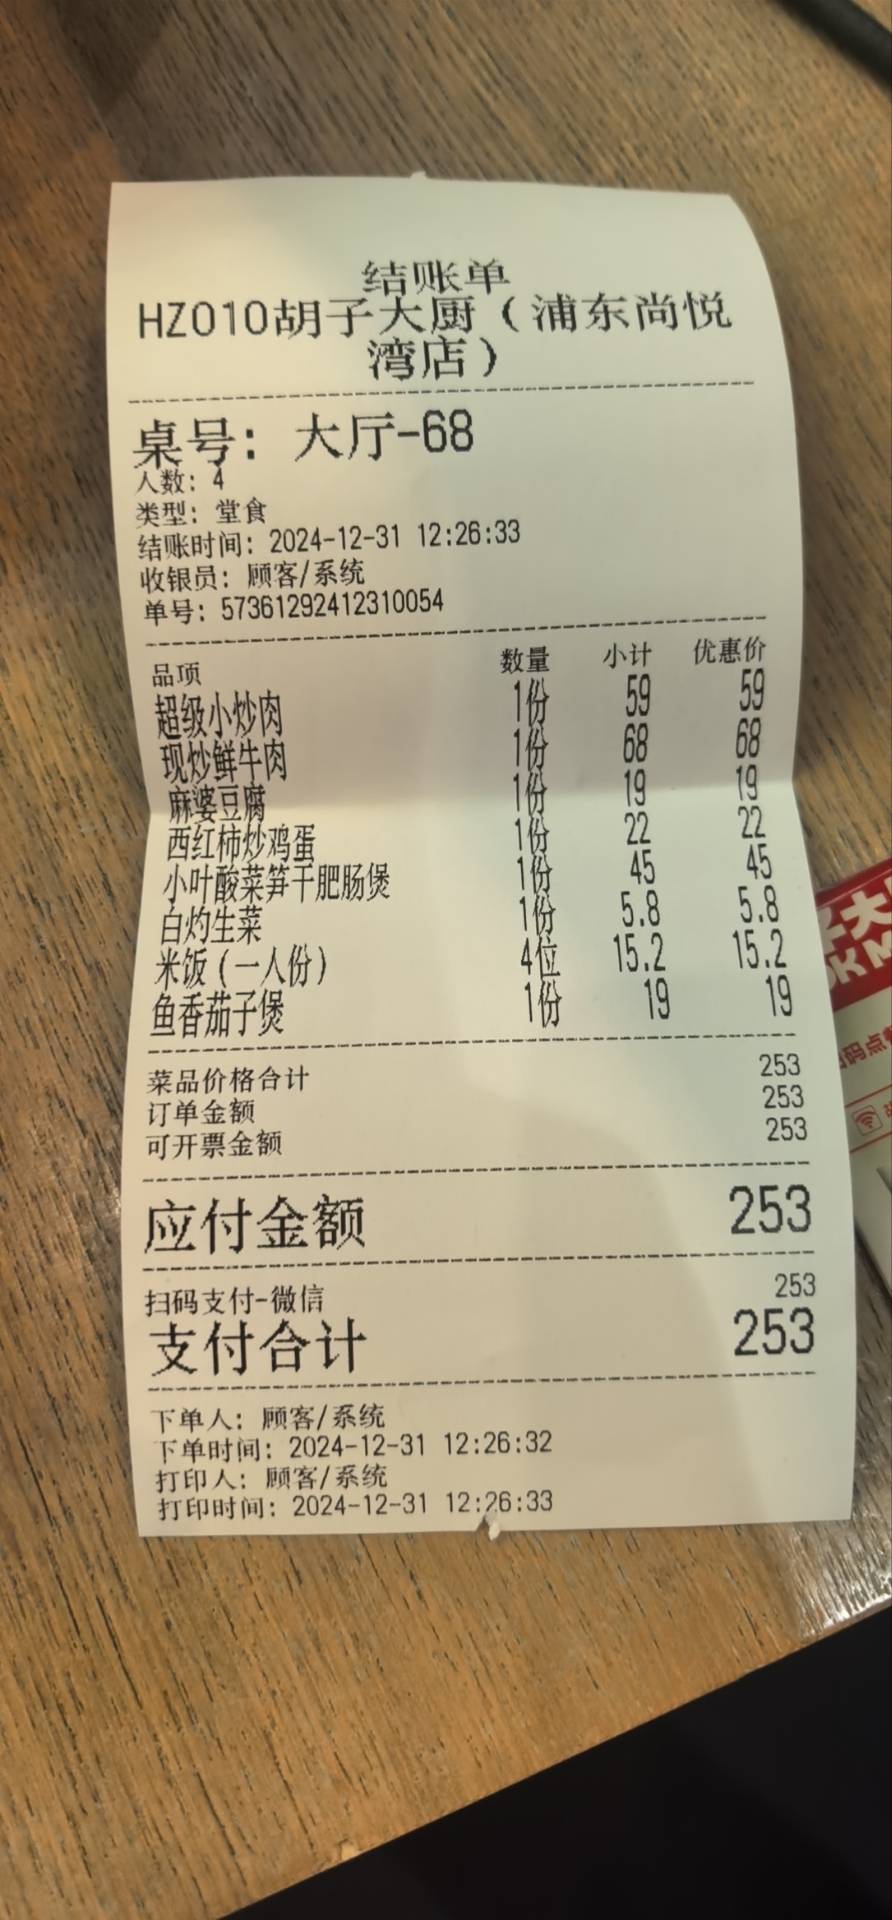 结账单
HZ010胡子大厨（浦东尚悦
湾店）
桌号：大厅-68
人数：4
类型：堂食
结账时间：2024-12-31 12:26:33
收银员：顾客/系统
单号：57361292412310054
品项 数量 小计 优惠价
超级小炒肉 1份 59 59
现炒鲜牛肉 1份 68 68
麻婆豆腐 1份 19 19
西红柿炒鸡蛋 1份 22 22
小叶酸菜笋干肥肠煲 1份 45 45
白灼生菜 1份 5.8 5.8
米饭（一人份） 4位 15.2 15.2
鱼香茄子煲 1份 19 19
菜品价格合计 253
订单金额 253
可开票金额 253
应付金额 253
扫码支付-微信 253
支付合计 253
下单人：顾客/系统
下单时间：2024-12-31 12:26:32
打印人：顾客/系统
打印时间：2024-12-31 12:26:33
码点